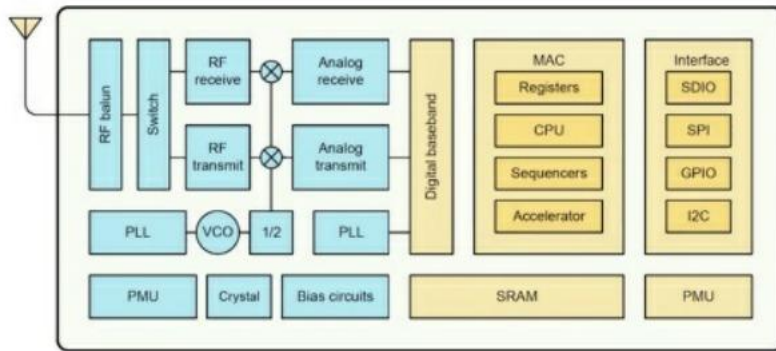 RF balun
Switch
RF
receive
Analog
receive
RF
transmit
Analog
transmit
PLL
VCO
1/2
PLL
Digital baseband
MAC
Registers
CPU
Sequencers
Accelerator
Interface
SDIO
SPI
GPIO
I2C
PMU
Crystal
Bias circuits
SRAM
PMU